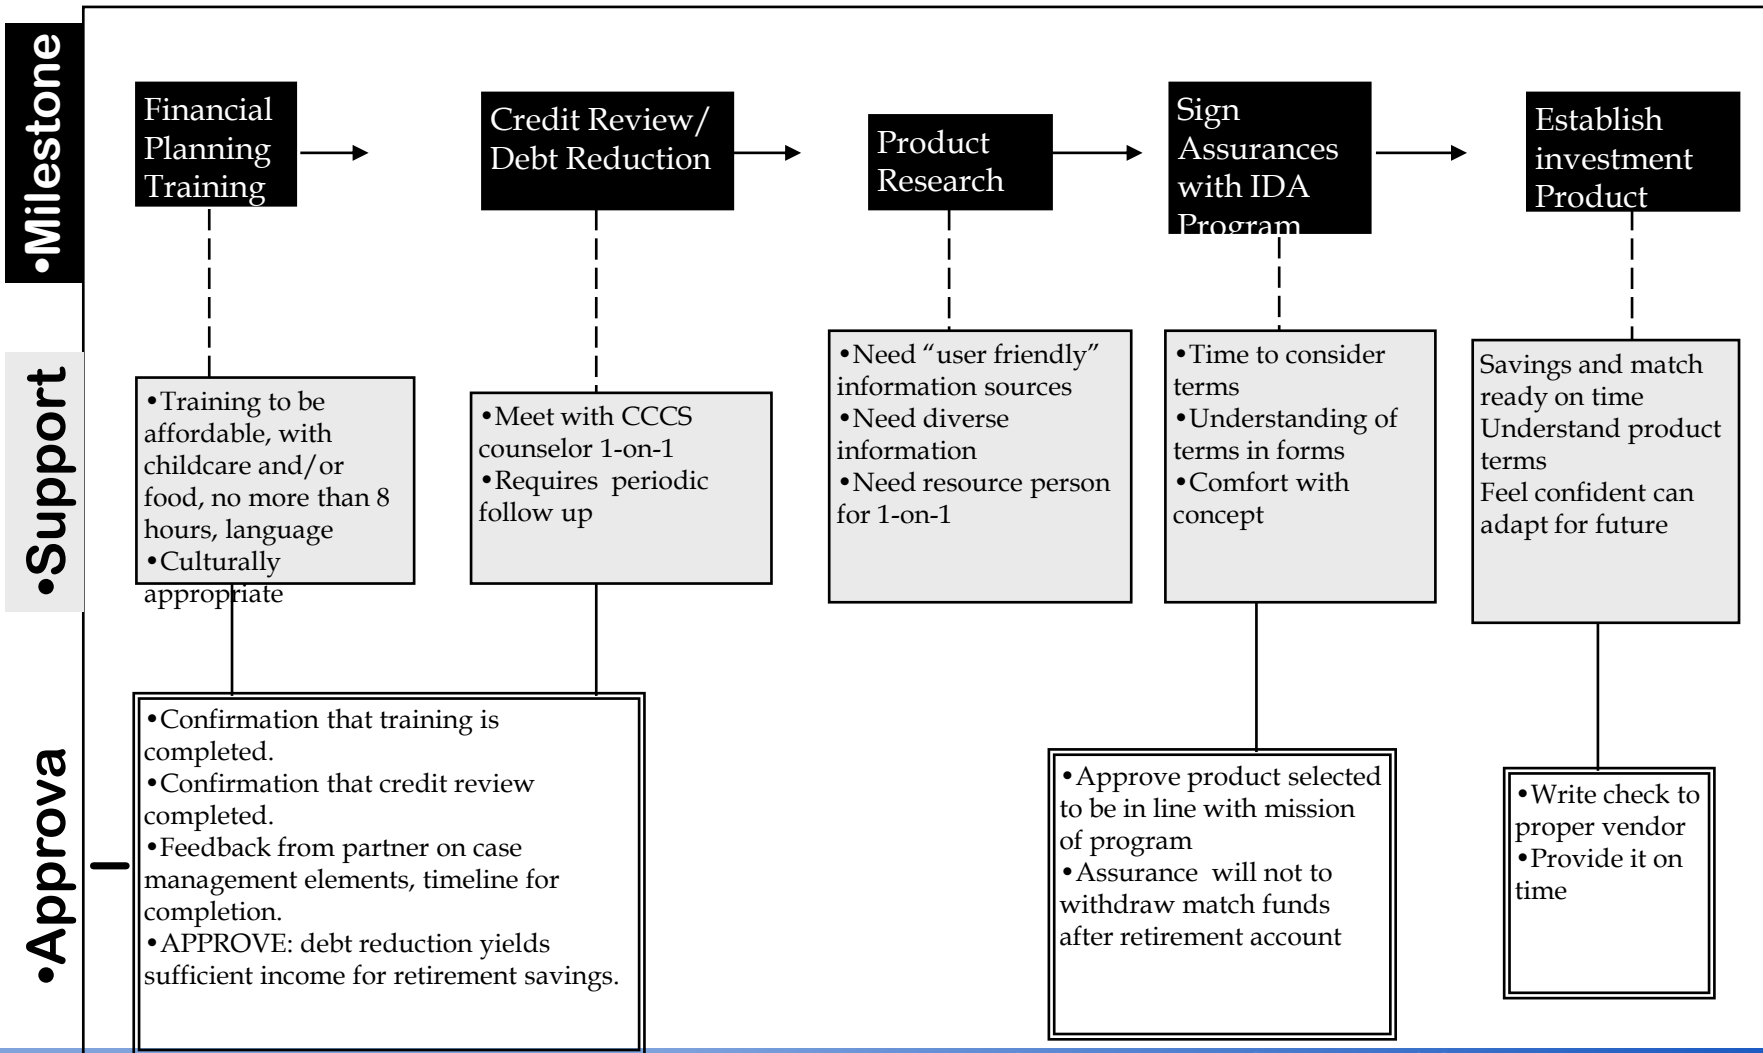 •Milestone
Financial
Planning
Training
Credit Review/
Debt Reduction
Product
Research
Sign
Assurances
with IDA
Program
Establish
investment
Product
•Support
•Training to be
affordable, with
childcare and/or
food, no more than 8
hours, language
•Culturally
appropriate
•Meet with CCCS
counselor 1-on-1
•Requires periodic
follow up
•Need “user friendly”
information sources
•Need diverse
information
•Need resource person
for 1-on-1
•Time to consider
terms
•Understanding of
terms in forms
•Comfort with
concept
Savings and match
ready on time
Understand product
terms
Feel confident can
adapt for future
•Approva
l
•Confirmation that training is
completed.
•Confirmation that credit review
completed.
•Feedback from partner on case
management elements, timeline for
completion.
•APPROVE: debt reduction yields
sufficient income for retirement savings.
•Approve product selected
to be in line with mission
of program
•Assurance will not to
withdraw match funds
after retirement account
•Write check to
proper vendor
•Provide it on
time